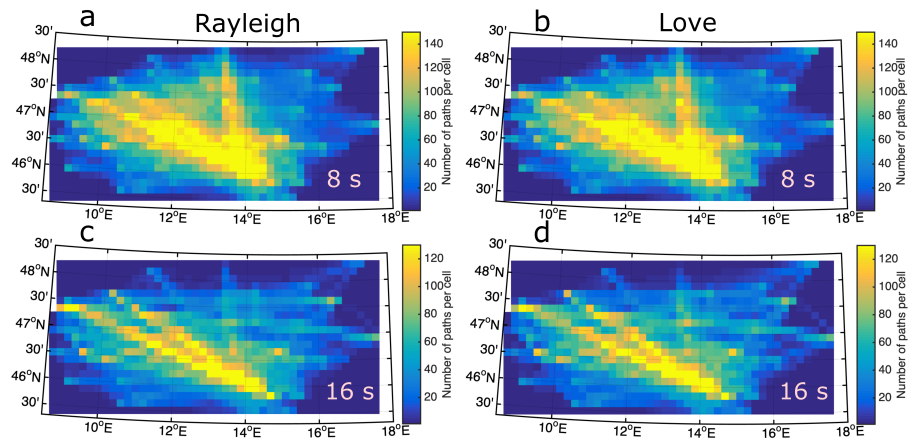 a Rayleigh
30'
48°N
30'
47°N
30'
46°N
30'
10°E 12°E 14°E 16°E 18°E
8 s
140
120
100
80
60
40
20
Number of paths per cell
b Love
30'
48°N
30'
47°N
30'
46°N
30'
10°E 12°E 14°E 16°E 18°E
8 s
140
120
100
80
60
40
20
Number of paths per cell
c
30'
48°N
30'
47°N
30'
46°N
30'
10°E 12°E 14°E 16°E
16 s
120
100
80
60
40
20
Number of paths per cell
d
30'
48°N
30'
47°N
30'
46°N
30'
10°E 12°E 14°E 16°E 18°E
16 s
120
100
80
60
40
20
Number of paths per cell